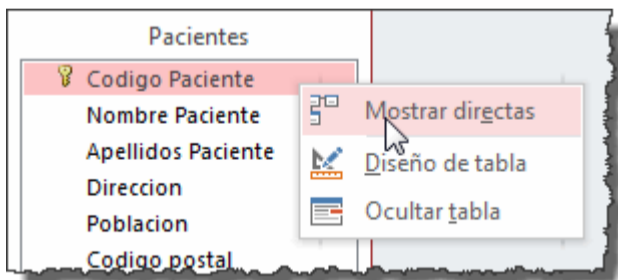 Pacientes
Codigo Paciente
Nombre Paciente
Apellidos Paciente
Direccion
Poblacion
Codigo postal
Mostrar directas
Diseño de tabla
Ocultar tabla